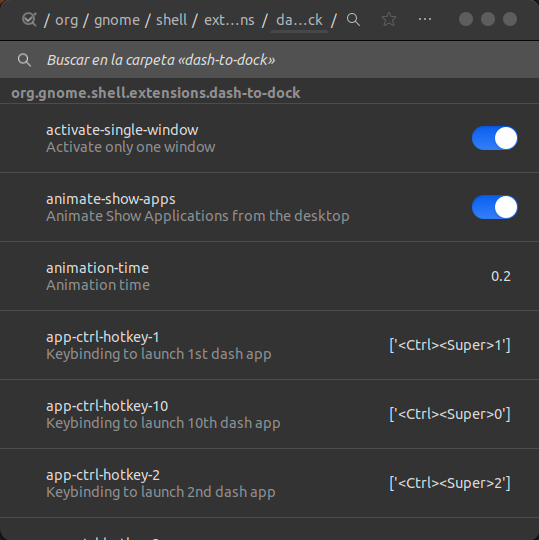 / org / gnome / shell / ext…ns / da…ck /
Buscar en la carpeta «dash-to-dock»
org.gnome.shell.extensions.dash-to-dock
activate-single-window
Activate only one window
animate-show-apps
Animate Show Applications from the desktop
animation-time
Animation time
0.2
app-ctrl-hotkey-1
Keybinding to launch 1st dash app
['<Ctrl><Super>1']
app-ctrl-hotkey-10
Keybinding to launch 10th dash app
['<Ctrl><Super>0']
app-ctrl-hotkey-2
Keybinding to launch 2nd dash app
['<Ctrl><Super>2']